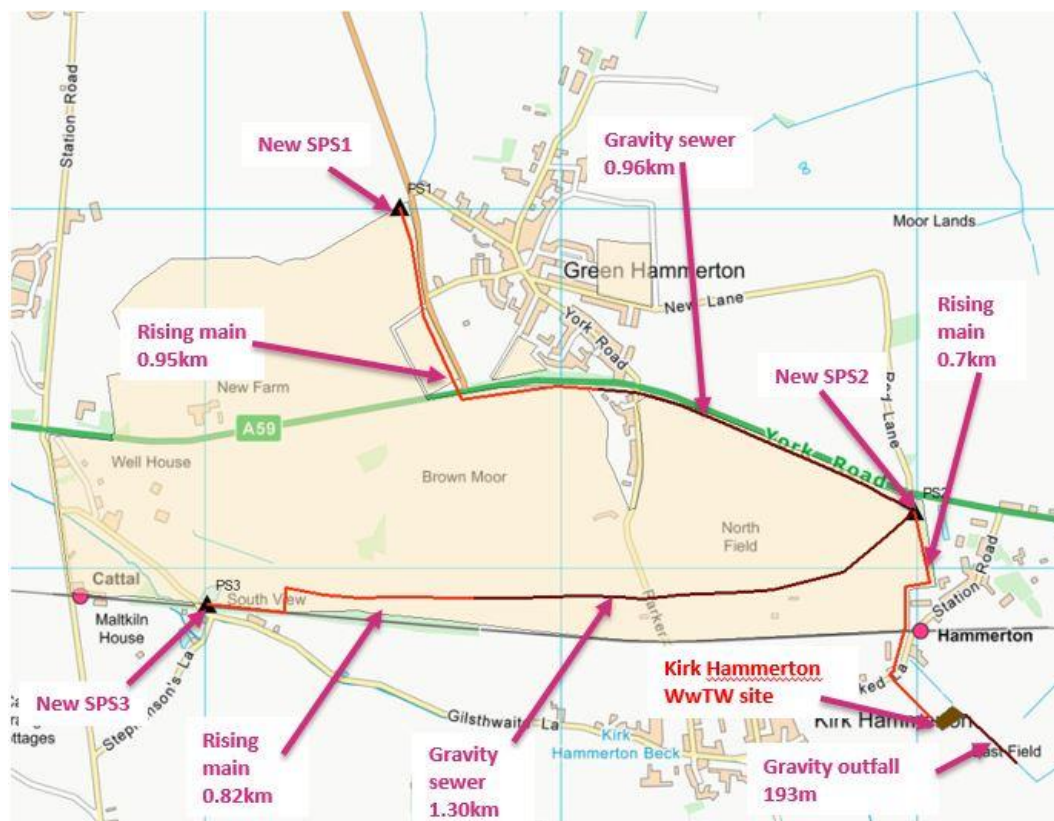 Station Road
New SPS1
PS1
Gravity sewer
0.96km
8
Moor Lands
Green Hammerton
New Lane
Rising main
0.95km
York Road
Rising
main
0.7km
New Farm
New SPS2
A59
York Road
Well House
Brown Moor
PS2
North
Field
Station Road
Cattal
PS3
South View
Maltkiln
House
Parker
Hammerton
New SPS3
Kirk Hammerton
WwTW site
Gilsthwaite La
Kirk Hammerton
Rising
main
0.82km
Kirk
Hammerton Beck
Gravity
sewer
1.30km
Gravity outfall
193m
East Field